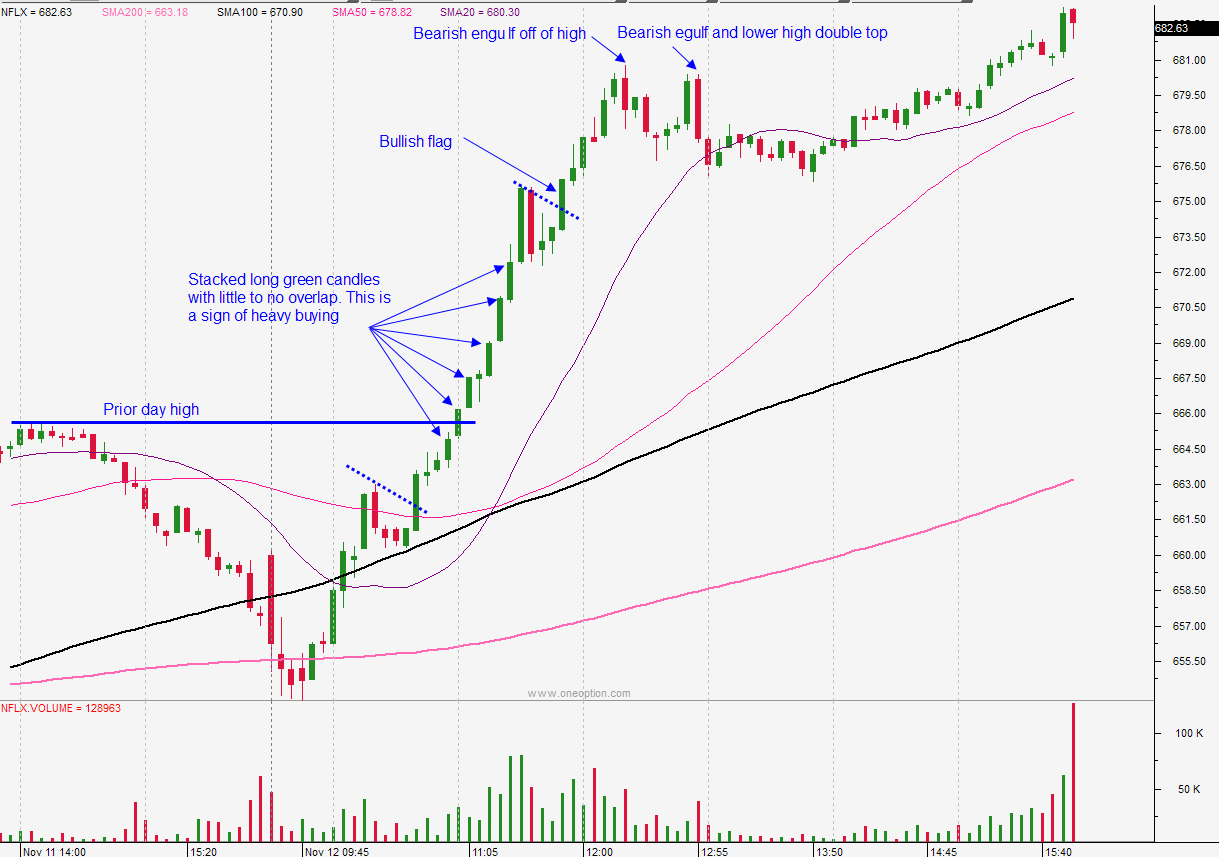 NFLX = 682.63 SMA200 = 663.18 SMA100 = 670.90 SMA50 = 678.82 SMA20 = 680.30
Bearish engulf off of high
Bearish egulf and lower high double top
Bullish flag
Stacked long green candles
with little to no overlap. This is
a sign of heavy buying
Prior day high
682.63
681.00
679.50
678.00
676.50
675.00
673.50
672.00
670.50
669.00
667.50
666.00
664.50
663.00
661.50
660.00
658.50
657.00
655.50
www.oneoption.com
NFLX.VOLUME = 128963
100 K
50 K
Nov 11 14:00 15:20 Nov 12 09:45 11:05 12:00 12:55 13:50 14:45 15:40